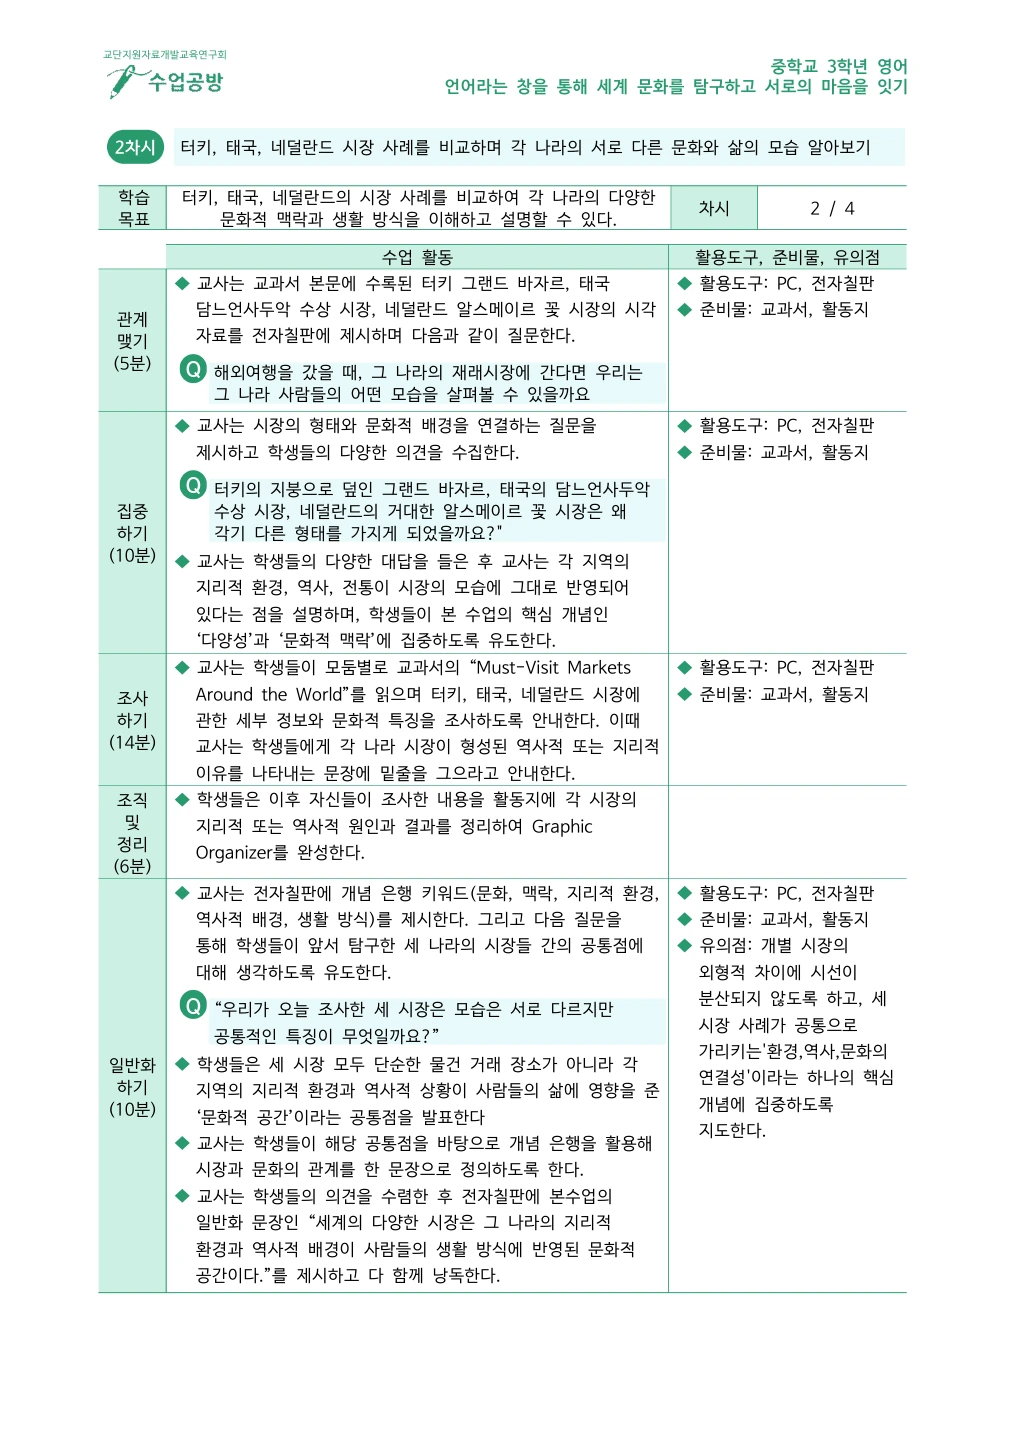 교단지원자료개발교육연구회
수업공방
중학교 3학년 영어
언어라는 창을 통해 세계 문화를 탐구하고 서로의 마음을 잇기
2차시
터키, 태국, 네덜란드 시장 사례를 비교하며 각 나라의 서로 다른 문화와 삶의 모습 알아보기
학습
목표
터키, 태국, 네덜란드의 시장 사례를 비교하여 각 나라의 다양한
문화적 맥락과 생활 방식을 이해하고 설명할 수 있다.
차시
2 / 4
수업 활동
활용도구, 준비물, 유의점
관계
맺기
(5분)
◆ 교사는 교과서 본문에 수록된 터키 그랜드 바자르, 태국
담느언사두악 수상 시장, 네덜란드 알스메이르 꽃 시장의 시각
자료를 전자칠판에 제시하며 다음과 같이 질문한다.
Q
해외여행을 갔을 때, 그 나라의 재래시장에 간다면 우리는
그 나라 사람들의 어떤 모습을 살펴볼 수 있을까요
◆ 활용도구: PC, 전자칠판
◆ 준비물: 교과서, 활동지
집중
하기
(10분)
◆ 교사는 시장의 형태와 문화적 배경을 연결하는 질문을
제시하고 학생들의 다양한 의견을 수집한다.
Q
터키의 지붕으로 덮인 그랜드 바자르, 태국의 담느언사두악
수상 시장, 네덜란드의 거대한 알스메이르 꽃 시장은 왜
각기 다른 형태를 가지게 되었을까요?"
◆ 교사는 학생들의 다양한 대답을 들은 후 교사는 각 지역의
지리적 환경, 역사, 전통이 시장의 모습에 그대로 반영되어
있다는 점을 설명하며, 학생들이 본 수업의 핵심 개념인
‘다양성’과 ‘문화적 맥락’에 집중하도록 유도한다.
◆ 활용도구: PC, 전자칠판
◆ 준비물: 교과서, 활동지
조사
하기
(14분)
◆ 교사는 학생들이 모둠별로 교과서의 “Must-Visit Markets
Around the World”를 읽으며 터키, 태국, 네덜란드 시장에
관한 세부 정보와 문화적 특징을 조사하도록 안내한다. 이때
교사는 학생들에게 각 나라 시장이 형성된 역사적 또는 지리적
이유를 나타내는 문장에 밑줄을 그으라고 안내한다.
◆ 활용도구: PC, 전자칠판
◆ 준비물: 교과서, 활동지
조직
및
정리
(6분)
◆ 학생들은 이후 자신들이 조사한 내용을 활동지에 각 시장의
지리적 또는 역사적 원인과 결과를 정리하여 Graphic
Organizer를 완성한다.
일반화
하기
(10분)
◆ 교사는 전자칠판에 개념 은행 키워드(문화, 맥락, 지리적 환경,
역사적 배경, 생활 방식)를 제시한다. 그리고 다음 질문을
통해 학생들이 앞서 탐구한 세 나라의 시장들 간의 공통점에
대해 생각하도록 유도한다.
Q
“우리가 오늘 조사한 세 시장은 모습은 서로 다르지만
공통적인 특징이 무엇일까요?”
◆ 학생들은 세 시장 모두 단순한 물건 거래 장소가 아니라 각
지역의 지리적 환경과 역사적 상황이 사람들의 삶에 영향을 준
‘문화적 공간’이라는 공통점을 발표한다
◆ 교사는 학생들이 해당 공통점을 바탕으로 개념 은행을 활용해
시장과 문화의 관계를 한 문장으로 정의하도록 한다.
◆ 교사는 학생들의 의견을 수렴한 후 전자칠판에 본수업의
일반화 문장인 “세계의 다양한 시장은 그 나라의 지리적
환경과 역사적 배경이 사람들의 생활 방식에 반영된 문화적
공간이다.”를 제시하고 다 함께 낭독한다.
◆ 활용도구: PC, 전자칠판
◆ 준비물: 교과서, 활동지
◆ 유의점: 개별 시장의
외형적 차이에 시선이
분산되지 않도록 하고, 세
시장 사례가 공통으로
가리키는'환경,역사,문화의
연결성'이라는 하나의 핵심
개념에 집중하도록
지도한다.